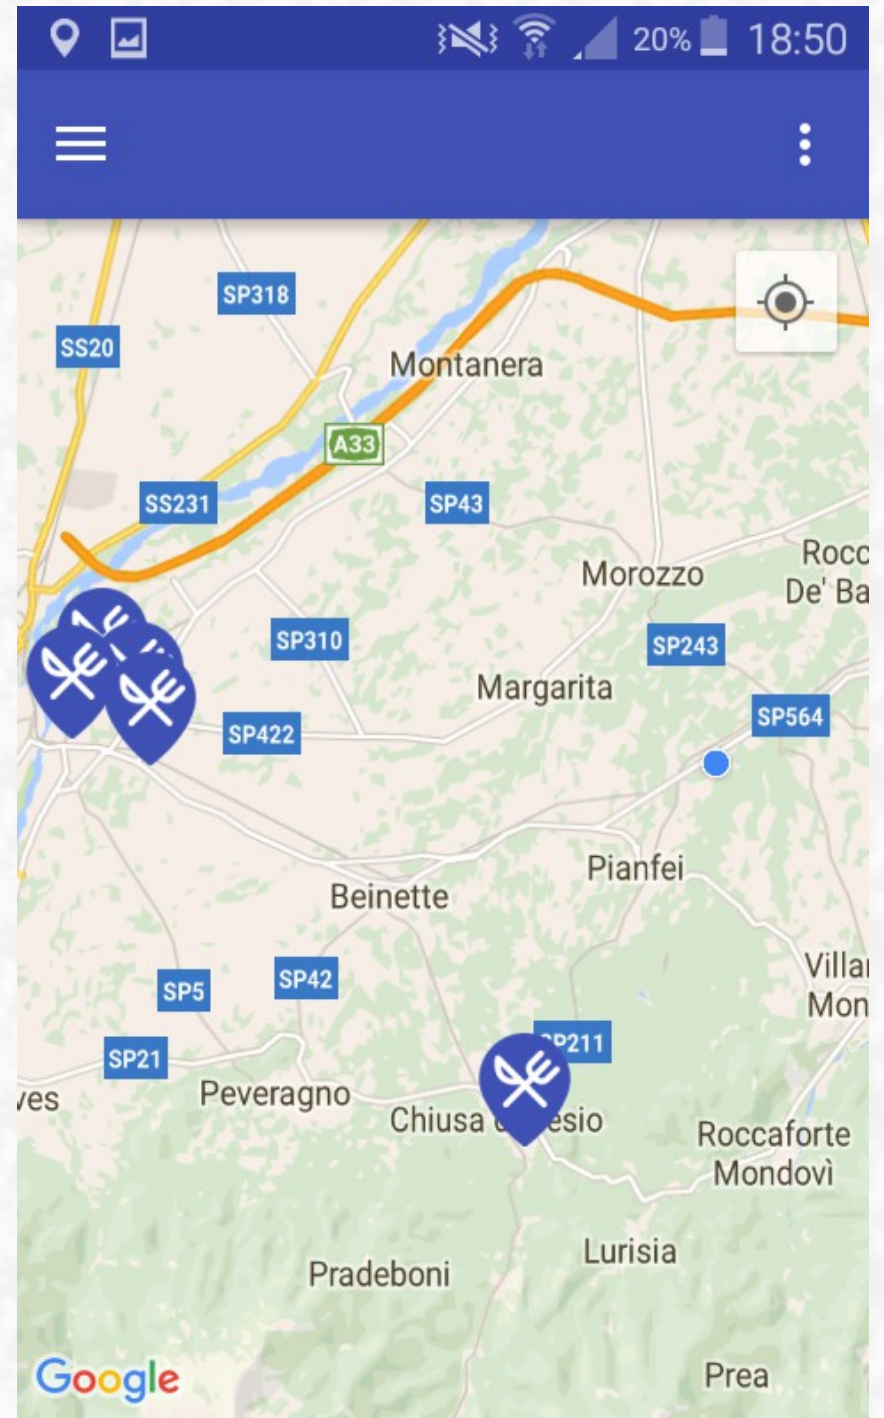 20% 18:50
SP318
SS20
Montanera
A33
SS231
SP43
Rocc
De' Ba
Morozzo
SP310
SP243
Margarita
SP564
SP422
Pianfei
Beinette
Villa
Mon
SP5
SP42
SP21
P211
ves
Peveragno
Chiusa esio
Roccaforte
Mondovì
Lurisia
Pradeboni
Google
Prea